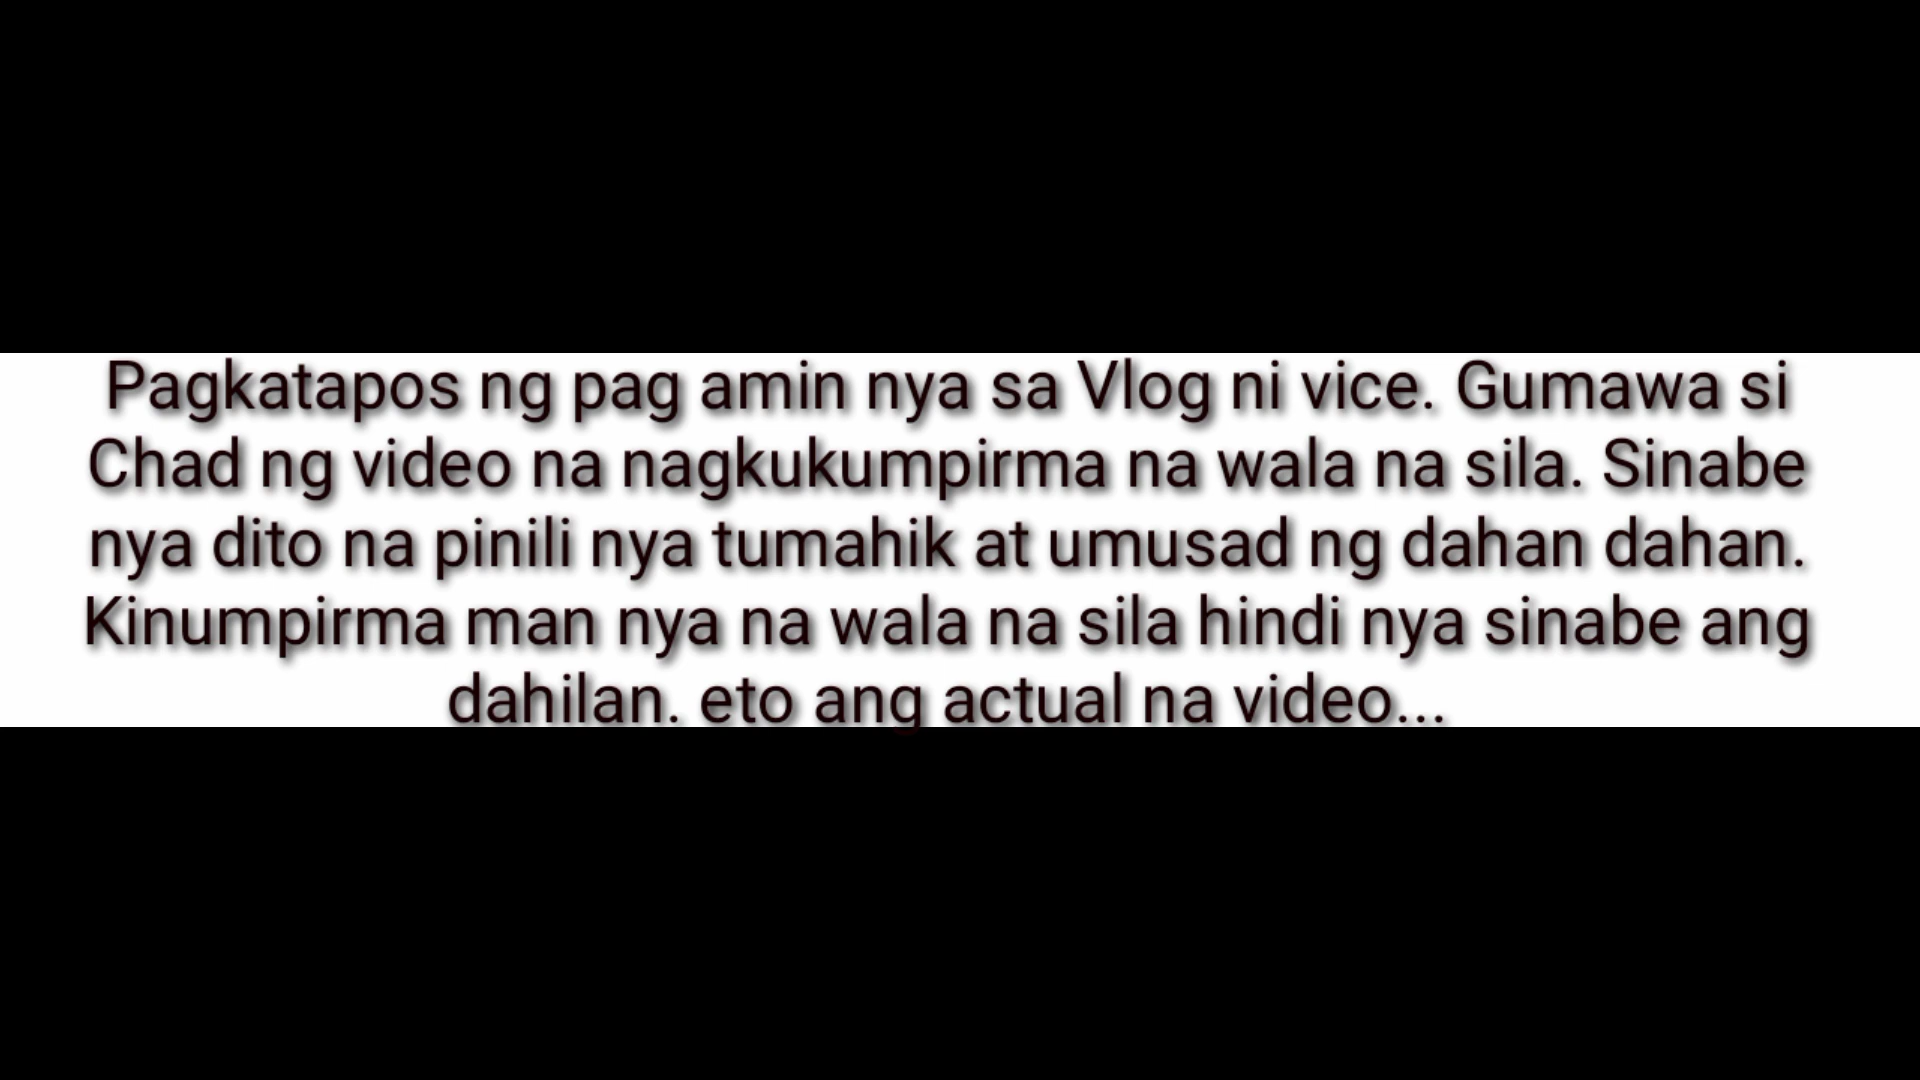 Pagkatapos ng pag amin nya sa Vlog ni vice. Gumawa si
Chad ng video na nagkukumpirma na wala na sila. Sinabe
nya dito na pinili nya tumahik at umusad ng dahan dahan.
Kinumpirma man nya na wala na sila hindi nya sinabe ang
dahilan. eto ang actual na video...